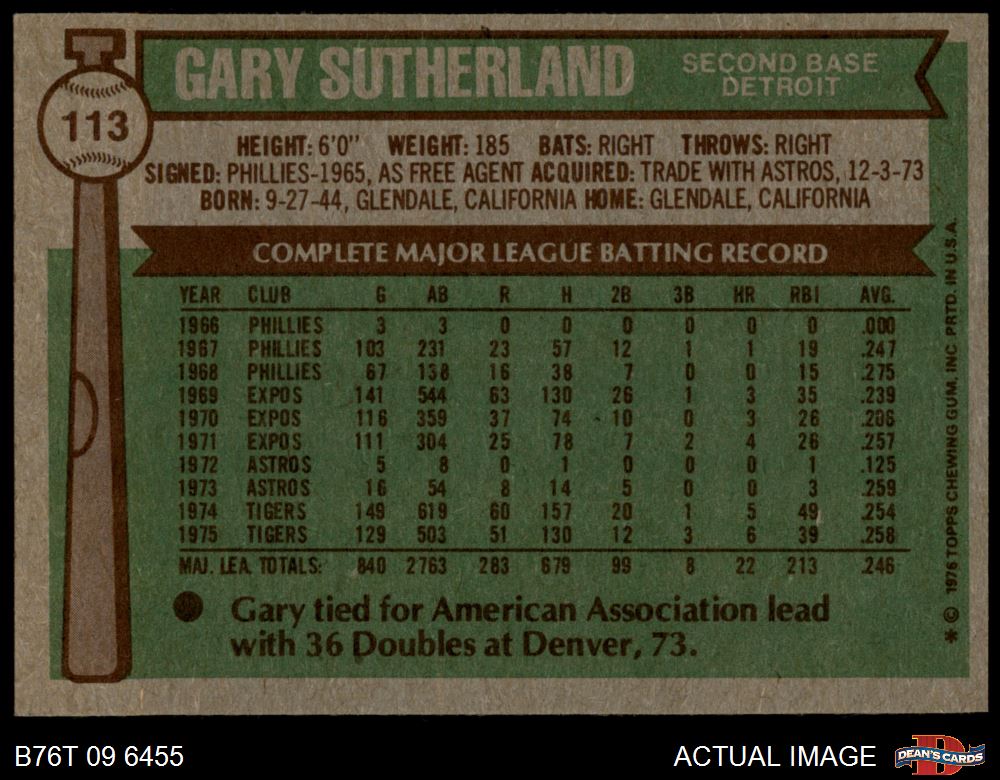 113
GARY SUTHERLAND
SECOND BASE
DETROIT
HEIGHT: 6'0" WEIGHT: 185 BATS: RIGHT THROWS: RIGHT
SIGNED: PHILLIES-1965, AS FREE AGENT ACQUIRED: TRADE WITH ASTROS, 12-3-73
BORN: 9-27-44, GLENDALE, CALIFORNIA HOME: GLENDALE, CALIFORNIA
COMPLETE MAJOR LEAGUE BATTING RECORD
YEAR CLUB G AB R H 2B 3B HR RBI AVG.
1966 PHILLIES 3 3 0 0 0 0 0 0 .000
1967 PHILLIES 103 231 23 57 12 1 1 19 .247
1968 PHILLIES 67 138 16 38 7 0 0 15 .275
1969 EXPOS 141 544 63 130 26 1 3 35 .239
1970 EXPOS 116 359 37 74 10 0 3 26 .206
1971 EXPOS 111 304 25 78 7 2 4 26 .257
1972 ASTROS 5 8 0 1 0 0 0 1 .125
1973 ASTROS 16 54 8 14 5 0 0 3 .259
1974 TIGERS 149 619 60 157 20 1 5 49 .254
1975 TIGERS 129 503 51 130 12 3 6 39 .258
MAJ. LEA. TOTALS: 840 2763 283 679 99 8 22 213 .246
Gary tied for American Association lead
with 36 Doubles at Denver, 73.
* © 1976 TOPPS CHEWING GUM, INC. PRTD. IN U.S.A.
B76T 09 6455
ACTUAL IMAGE
D
DEAN'S CARDS